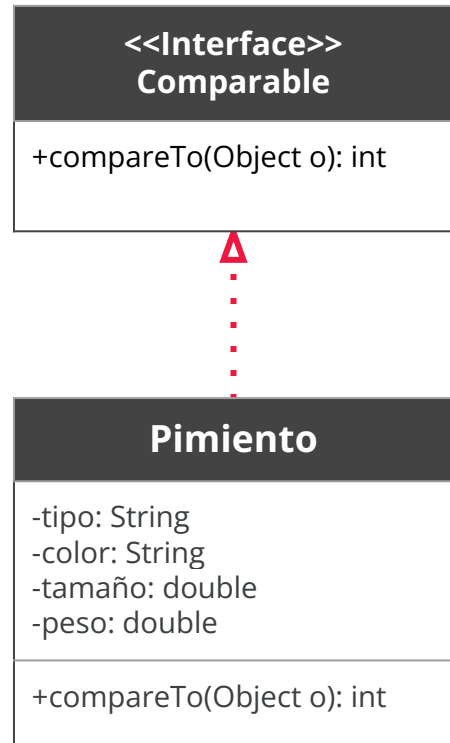 <<Interface>>
Comparable
+compareTo(Object o): int
Pimiento
-tipo: String
-color: String
-tamaño: double
-peso: double
+compareTo(Object o): int